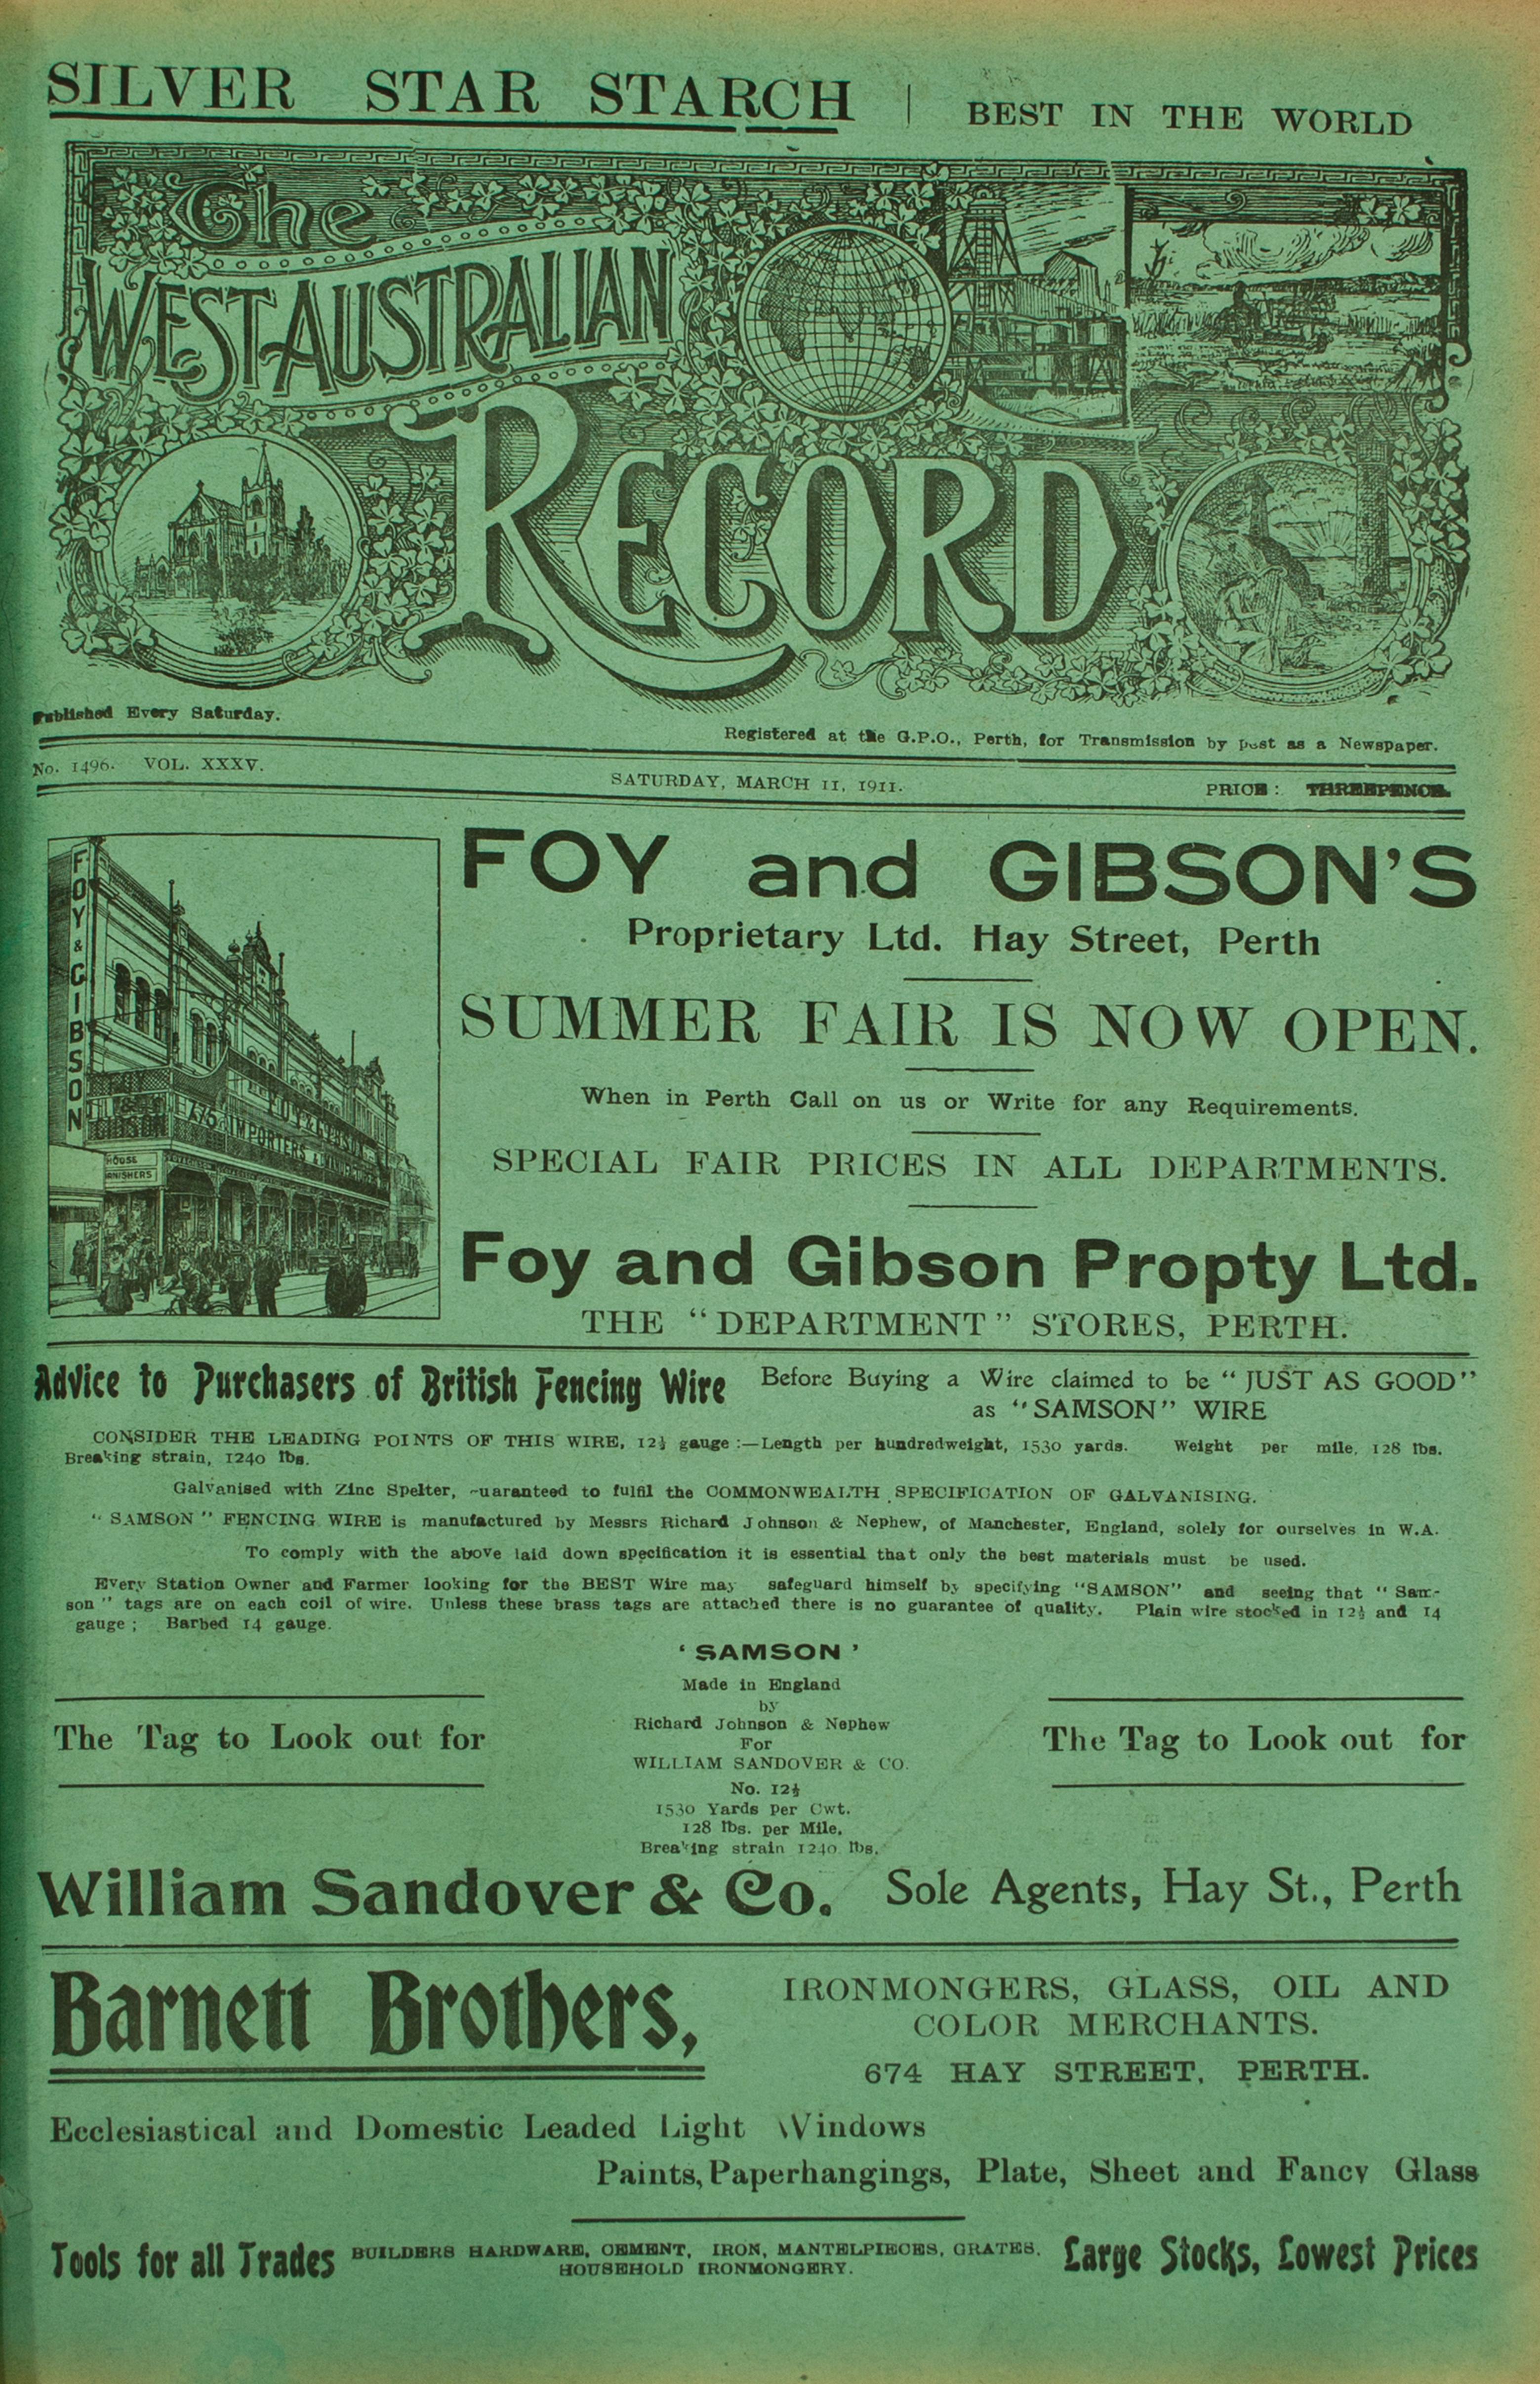 SILVER STAR STARCH | BEST IN THE WORLD
The
WEST AUSTRALIAN
RECORD
Published Every Saturday.
Registered at the G.P.O., Perth, for Transmission by post as a Newspaper.
No. 1496. VOL. XXXV.
SATURDAY, MARCH 11, 1911.
PRICE: THREEPENCE.
FOY & GIBSON
HOUSE
FOY and GIBSON'S
Proprietary Ltd. Hay Street, Perth
SUMMER FAIR IS NOW OPEN.
When in Perth Call on us or Write for any Requirements.
SPECIAL FAIR PRICES IN ALL DEPARTMENTS.
Foy and Gibson Propty Ltd.
THE "DEPARTMENT" STORES, PERTH.
Advice to Purchasers of British Fencing Wire
Before Buying a Wire claimed to be "JUST AS GOOD"
as "SAMSON" WIRE
CONSIDER THE LEADING POINTS OF THIS WIRE, 12½ gauge :—Length per hundredweight, 1530 yards. Weight per mile, 128 lbs.
Breaking strain, 1240 lbs.
Galvanised with Zinc Spelter, uaranteed to fulfil the COMMONWEALTH SPECIFICATION OF GALVANISING.
"SAMSON" FENCING WIRE is manufactured by Messrs Richard Johnson & Nephew, of Manchester, England, solely for ourselves in W.A.
To comply with the above laid down specification it is essential that only the best materials must be used.
Every Station Owner and Farmer looking for the BEST Wire may safeguard himself by specifying "SAMSON" and seeing that "Sam-
son" tags are on each coil of wire. Unless these brass tags are attached there is no guarantee of quality. Plain wire stocked in 12½ and 14
gauge; Barbed 14 gauge.
'SAMSON'
Made in England
by
Richard Johnson & Nephew
For
WILLIAM SANDOVER & CO.
No. 12½
1530 Yards per Cwt.
128 lbs. per Mile.
Breaking strain 1240 lbs.
The Tag to Look out for
The Tag to Look out for
William Sandover & Co. Sole Agents, Hay St., Perth
Barnett Brothers,
IRONMONGERS, GLASS, OIL AND
COLOR MERCHANTS.
674 HAY STREET, PERTH.
Ecclesiastical and Domestic Leaded Light Windows
Paints, Paperhangings, Plate, Sheet and Fancy Glass
Tools for all Trades
BUILDERS HARDWARE, CEMENT, IRON, MANTELPIECES, GRATES.
HOUSEHOLD IRONMONGERY.
Large Stocks, Lowest Prices